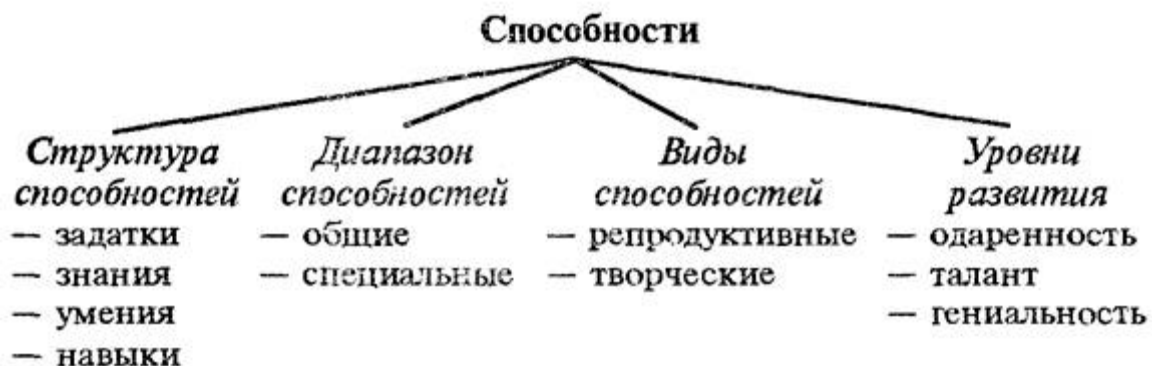 Способности
Структура способностей
— задатки
— знания
— умения
— навыки
Диапазон способностей
— общие
— специальные
Виды способностей
— репродуктивные
— творческие
Уровни развития
— одаренность
— талант
— гениальность